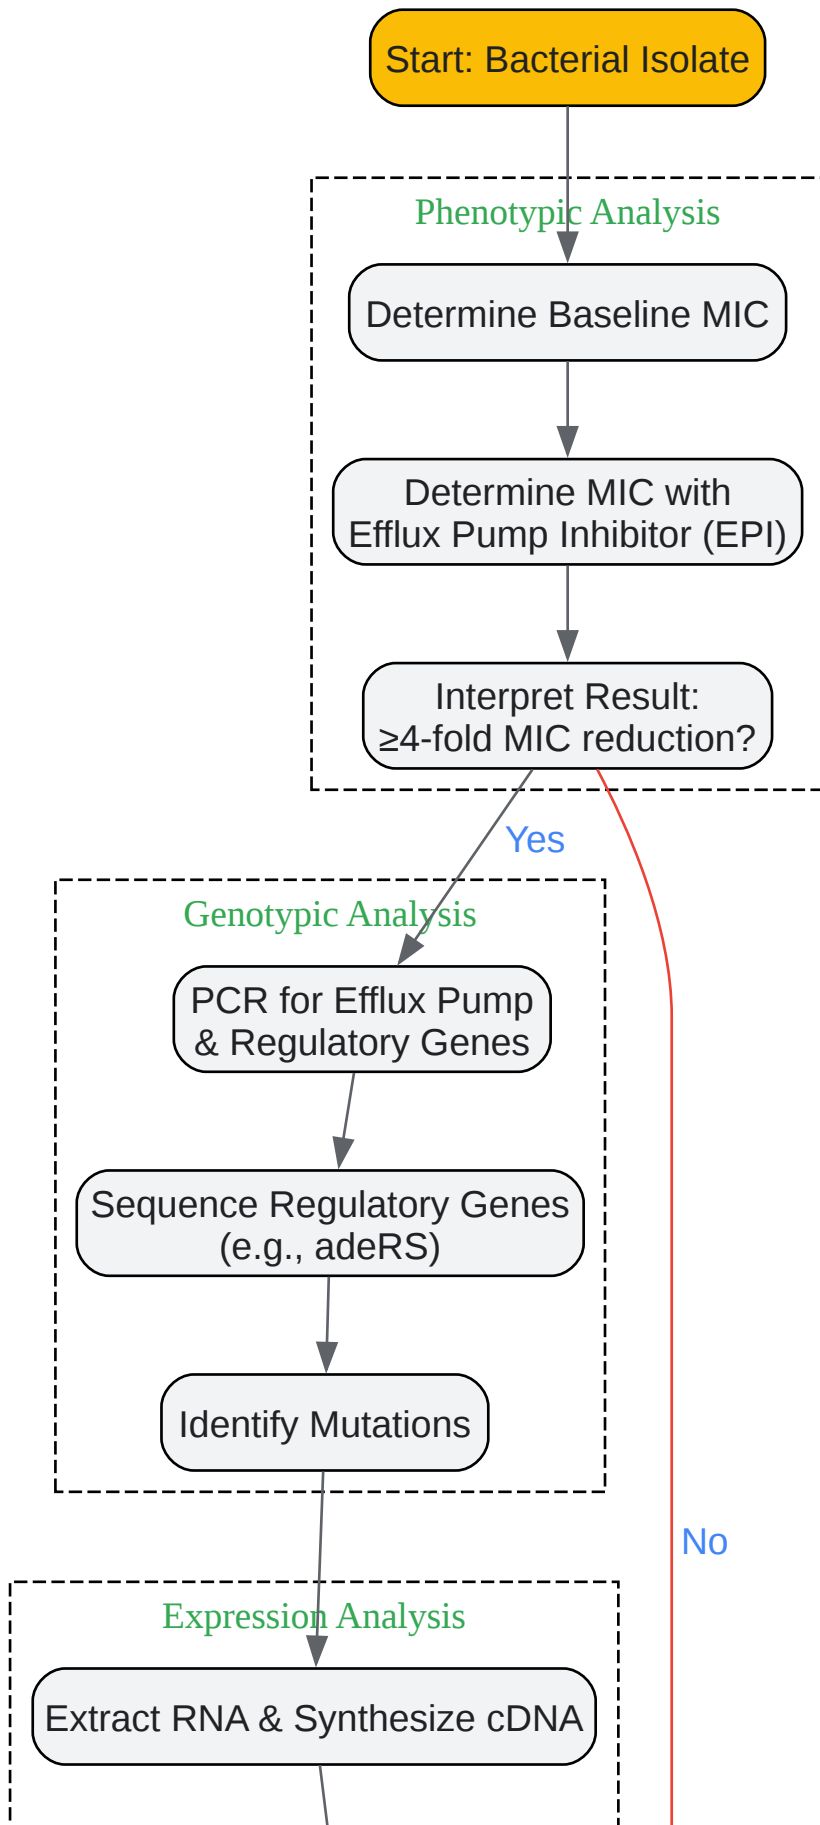 Start: Bacterial Isolate
Phenotypic Analysis
Determine Baseline MIC
Determine MIC with
Efflux Pump Inhibitor (EPI)
Interpret Result:
≥4-fold MIC reduction?
Yes
Genotypic Analysis
PCR for Efflux Pump
& Regulatory Genes
Sequence Regulatory Genes
(e.g., adeRS)
Identify Mutations
No
Expression Analysis
Extract RNA & Synthesize cDNA